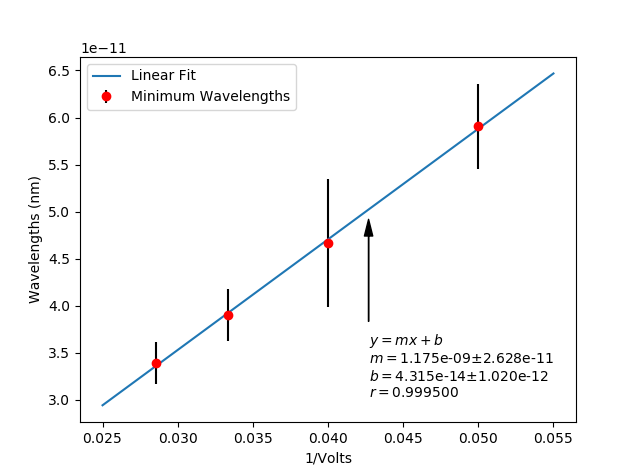 1e−11
Linear Fit
Minimum Wavelengths
6.5
6.0
5.5
5.0
4.5
4.0
3.5
3.0
Wavelengths (nm)
y = mx + b
m = 1.175e-09±2.628e-11
b = 4.315e-14±1.020e-12
r = 0.999500
0.025 0.030 0.035 0.040 0.045 0.050 0.055
1/Volts